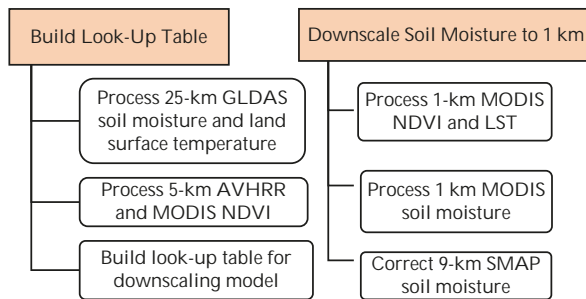 Build Look-Up Table
Process 25-km GLDAS
soil moisture and land
surface temperature
Process 5-km AVHRR
and MODIS NDVI
Build look-up table for
downscaling model
Downscale Soil Moisture to 1 km
Process 1-km MODIS
NDVI and LST
Process 1 km MODIS
soil moisture
Correct 9-km SMAP
soil moisture